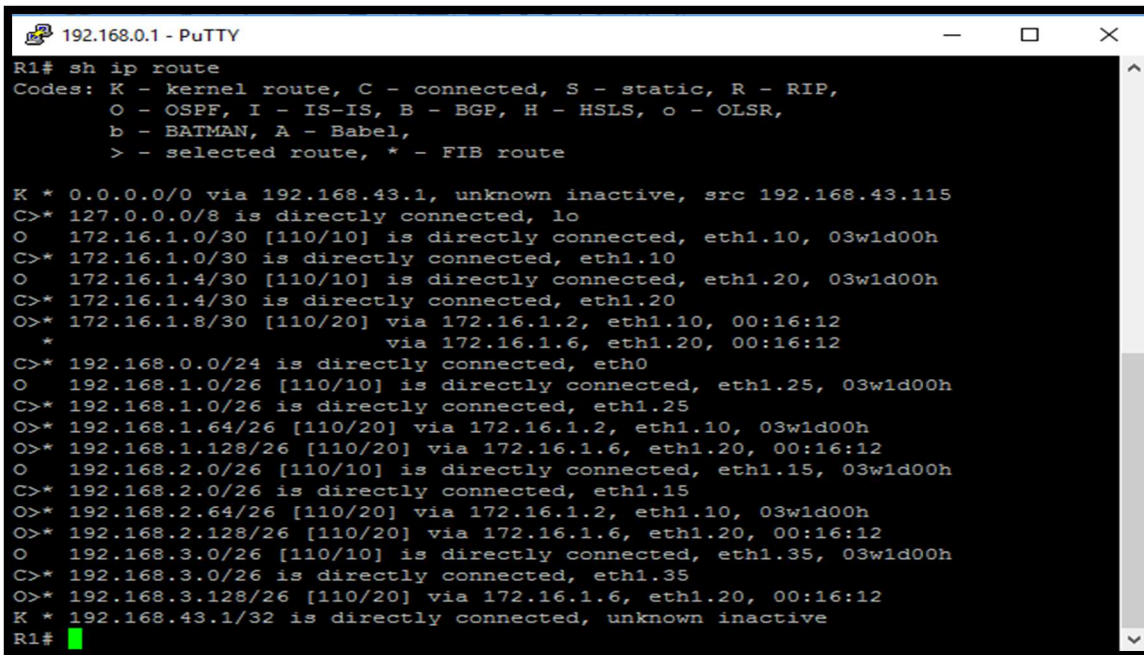 192.168.0.1 - PuTTY
R1# sh ip route
Codes: K - kernel route, C - connected, S - static, R - RIP,
       O - OSPF, I - IS-IS, B - BGP, H - HSLS, o - OLSR,
       b - BATMAN, A - Babel,
       > - selected route, * - FIB route

K * 0.0.0.0/0 via 192.168.43.1, unknown inactive, src 192.168.43.115
C>* 127.0.0.0/8 is directly connected, lo
O   172.16.1.0/30 [110/10] is directly connected, eth1.10, 03w1d00h
C>* 172.16.1.0/30 is directly connected, eth1.10
O   172.16.1.4/30 [110/10] is directly connected, eth1.20, 03w1d00h
C>* 172.16.1.4/30 is directly connected, eth1.20
O>* 172.16.1.8/30 [110/20] via 172.16.1.2, eth1.10, 00:16:12
  *                        via 172.16.1.6, eth1.20, 00:16:12
C>* 192.168.0.0/24 is directly connected, eth0
O   192.168.1.0/26 [110/10] is directly connected, eth1.25, 03w1d00h
C>* 192.168.1.0/26 is directly connected, eth1.25
O>* 192.168.1.64/26 [110/20] via 172.16.1.2, eth1.10, 03w1d00h
O>* 192.168.1.128/26 [110/20] via 172.16.1.6, eth1.20, 00:16:12
O   192.168.2.0/26 [110/10] is directly connected, eth1.15, 03w1d00h
C>* 192.168.2.0/26 is directly connected, eth1.15
O>* 192.168.2.64/26 [110/20] via 172.16.1.2, eth1.10, 03w1d00h
O>* 192.168.2.128/26 [110/20] via 172.16.1.6, eth1.20, 00:16:12
O   192.168.3.0/26 [110/10] is directly connected, eth1.35, 03w1d00h
C>* 192.168.3.0/26 is directly connected, eth1.35
O>* 192.168.3.128/26 [110/20] via 172.16.1.6, eth1.20, 00:16:12
K * 192.168.43.1/32 is directly connected, unknown inactive
R1#